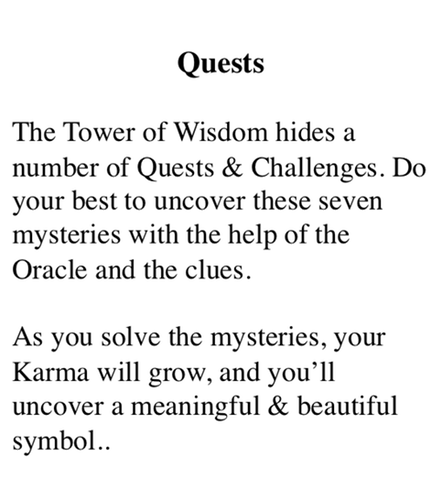 Quests
The Tower of Wisdom hides a
number of Quests & Challenges. Do
your best to uncover these seven
mysteries with the help of the
Oracle and the clues.
As you solve the mysteries, your
Karma will grow, and you’ll
uncover a meaningful & beautiful
symbol..